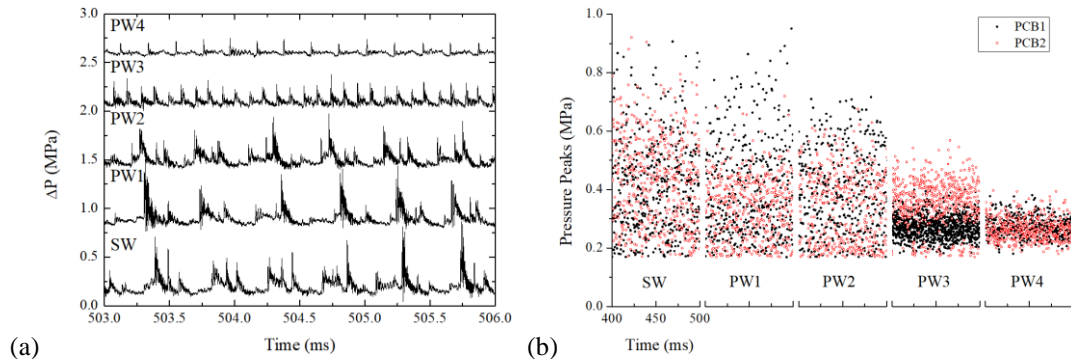 3.0
PW4
2.5
PW3
2.0
PW2
1.5
PW1
1.0
SW
0.5
0.0
ΔP (MPa)
503.0 503.5 504.0 504.5 505.0 505.5 506.0
(a) Time (ms)
1.0
PCB1
PCB2
0.8
0.6
0.4
0.2
0.0
Pressure Peaks (MPa)
SW PW1 PW2 PW3 PW4
400 450 500
(b) Time (ms)